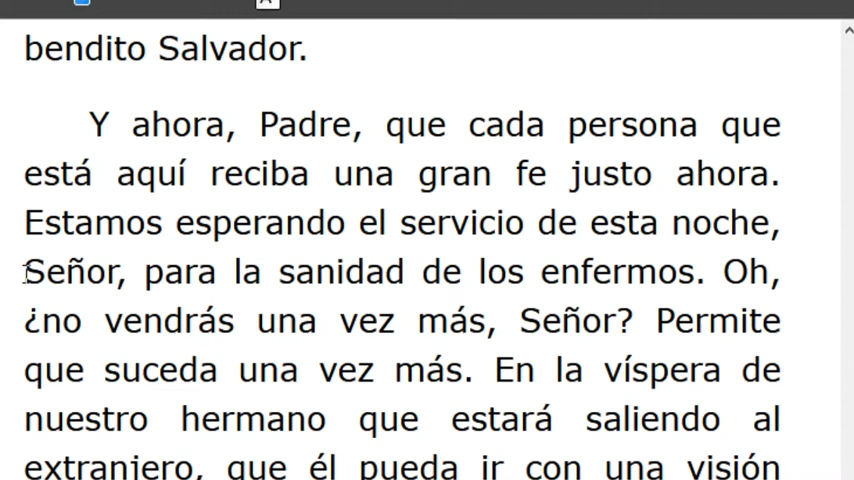 bendito Salvador.
Y ahora, Padre, que cada persona que
está aquí reciba una gran fe justo ahora.
Estamos esperando el servicio de esta noche,
Señor, para la sanidad de los enfermos. Oh,
¿no vendrás una vez más, Señor? Permite
que suceda una vez más. En la víspera de
nuestro hermano que estará saliendo al
extranjero, que él pueda ir con una visión